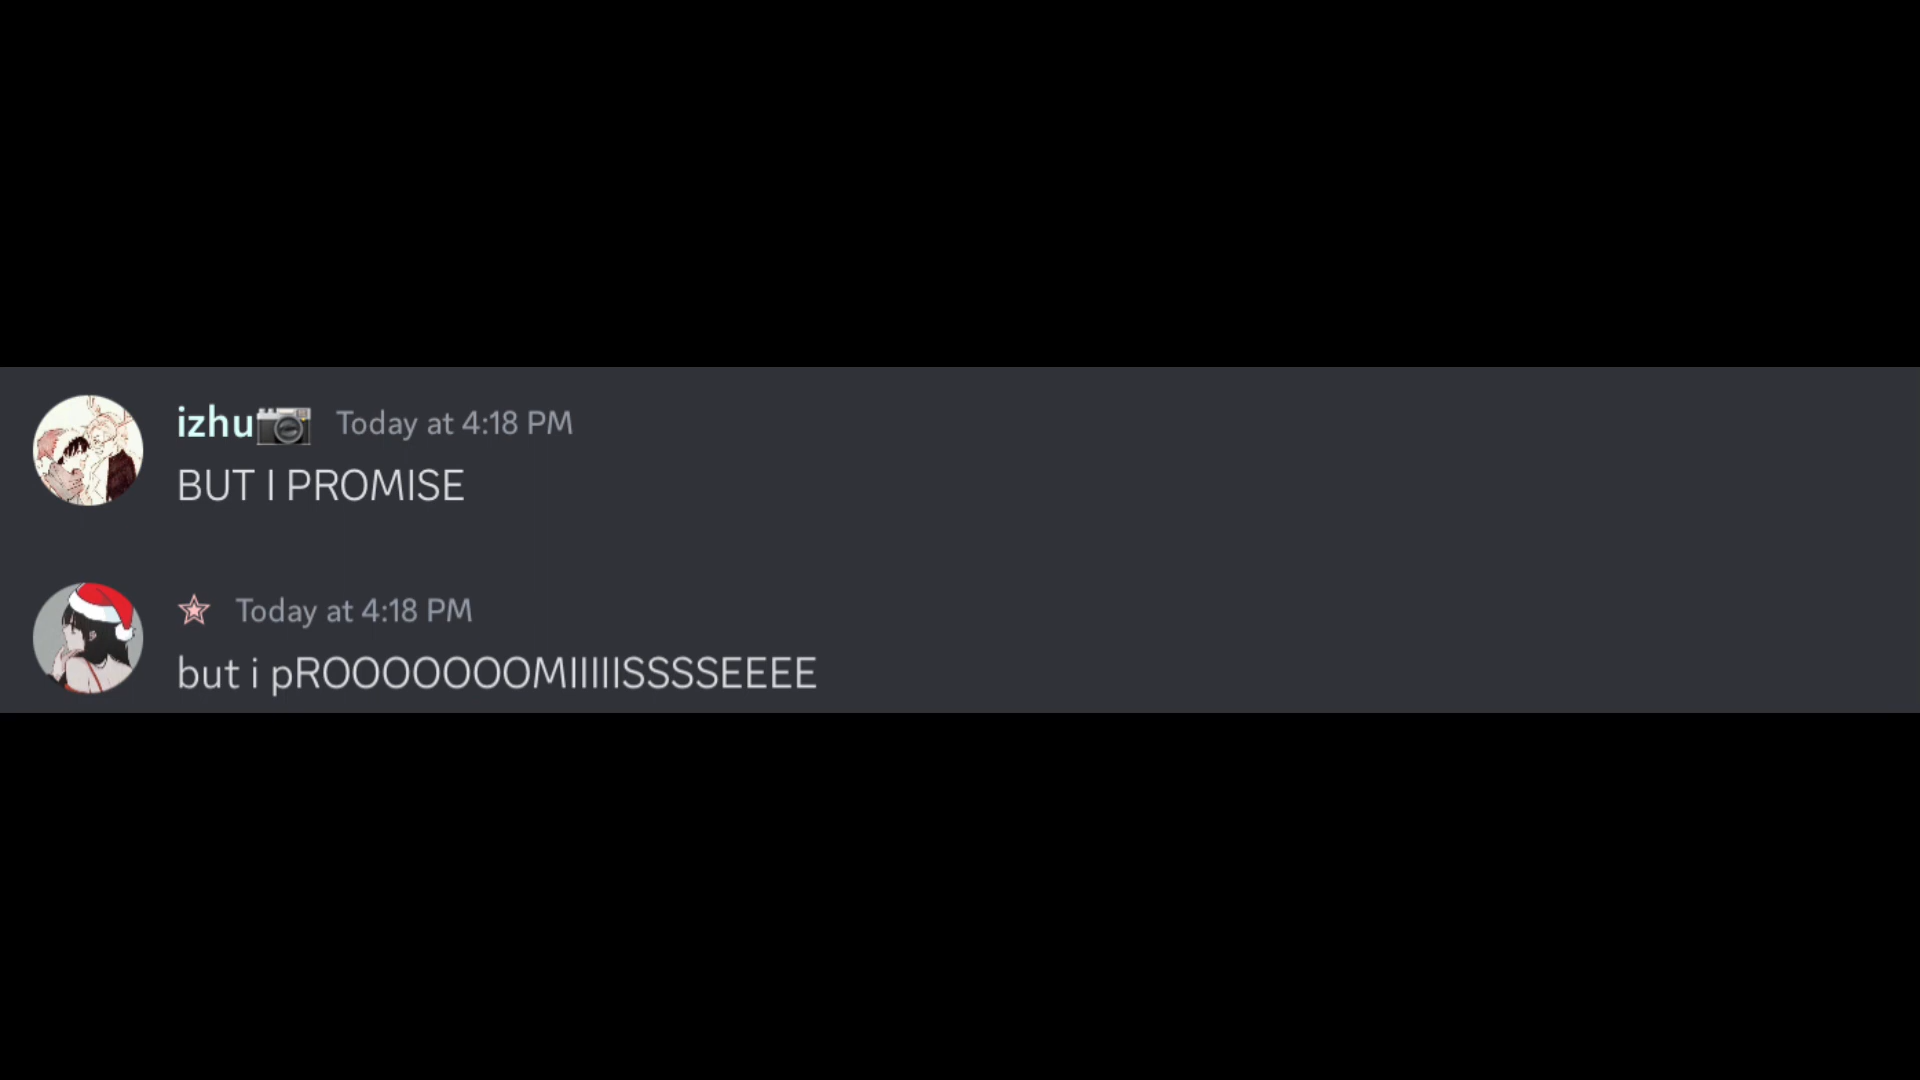 izhu📷 Today at 4:18 PM
BUT I PROMISE
⭐ Today at 4:18 PM
but i pROOOOOOOMIIIIISSSSEEEE